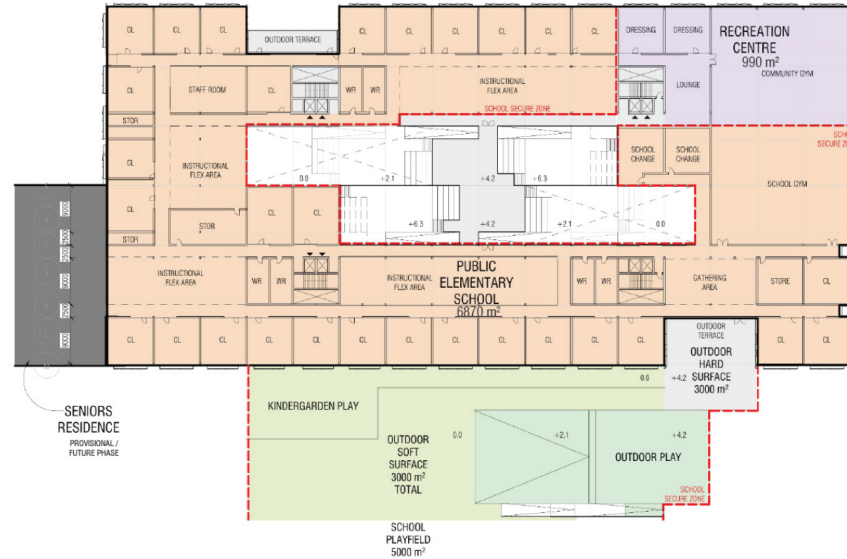 CL
CL
OUTDOOR TERRACE
CL
CL
CL
CL
CL
CL
DRESSING
DRESSING
RECREATION
CENTRE
990 m²
COMMUNITY GYM
LOUNGE
CL
STAFF ROOM
CL
WR
WR
INSTRUCTIONAL
FLEX AREA
SCHOOL SECURE ZONE
STOR
CL
INSTRUCTIONAL
FLEX AREA
0.0
+2.1
+4.2
+6.3
SCHOOL
CHANGE
SCHOOL
CHANGE
SCHOOL GYM
SECURE
CL
STOR
CL
CL
+6.3
+4.2
+2.1
0.0
STOR
INSTRUCTIONAL
FLEX AREA
WR
WR
INSTRUCTIONAL
FLEX AREA
PUBLIC
ELEMENTARY
SCHOOL
6870 m²
WR
WR
GATHERING
AREA
STORE
CL
CL
CL
CL
CL
CL
CL
CL
CL
CL
CL
CL
CL
CL
OUTDOOR
TERRACE
OUTDOOR
HARD
SURFACE
3000 m²
0.0
+4.2
SENIORS
RESIDENCE
PROVISIONAL /
FUTURE PHASE
KINDERGARDEN PLAY
OUTDOOR
SOFT
SURFACE
3000 m²
TOTAL
0.0
+2.1
+4.2
OUTDOOR PLAY
SCHOOL
SECURE ZONE
SCHOOL
PLAYFIELD
5000 m²